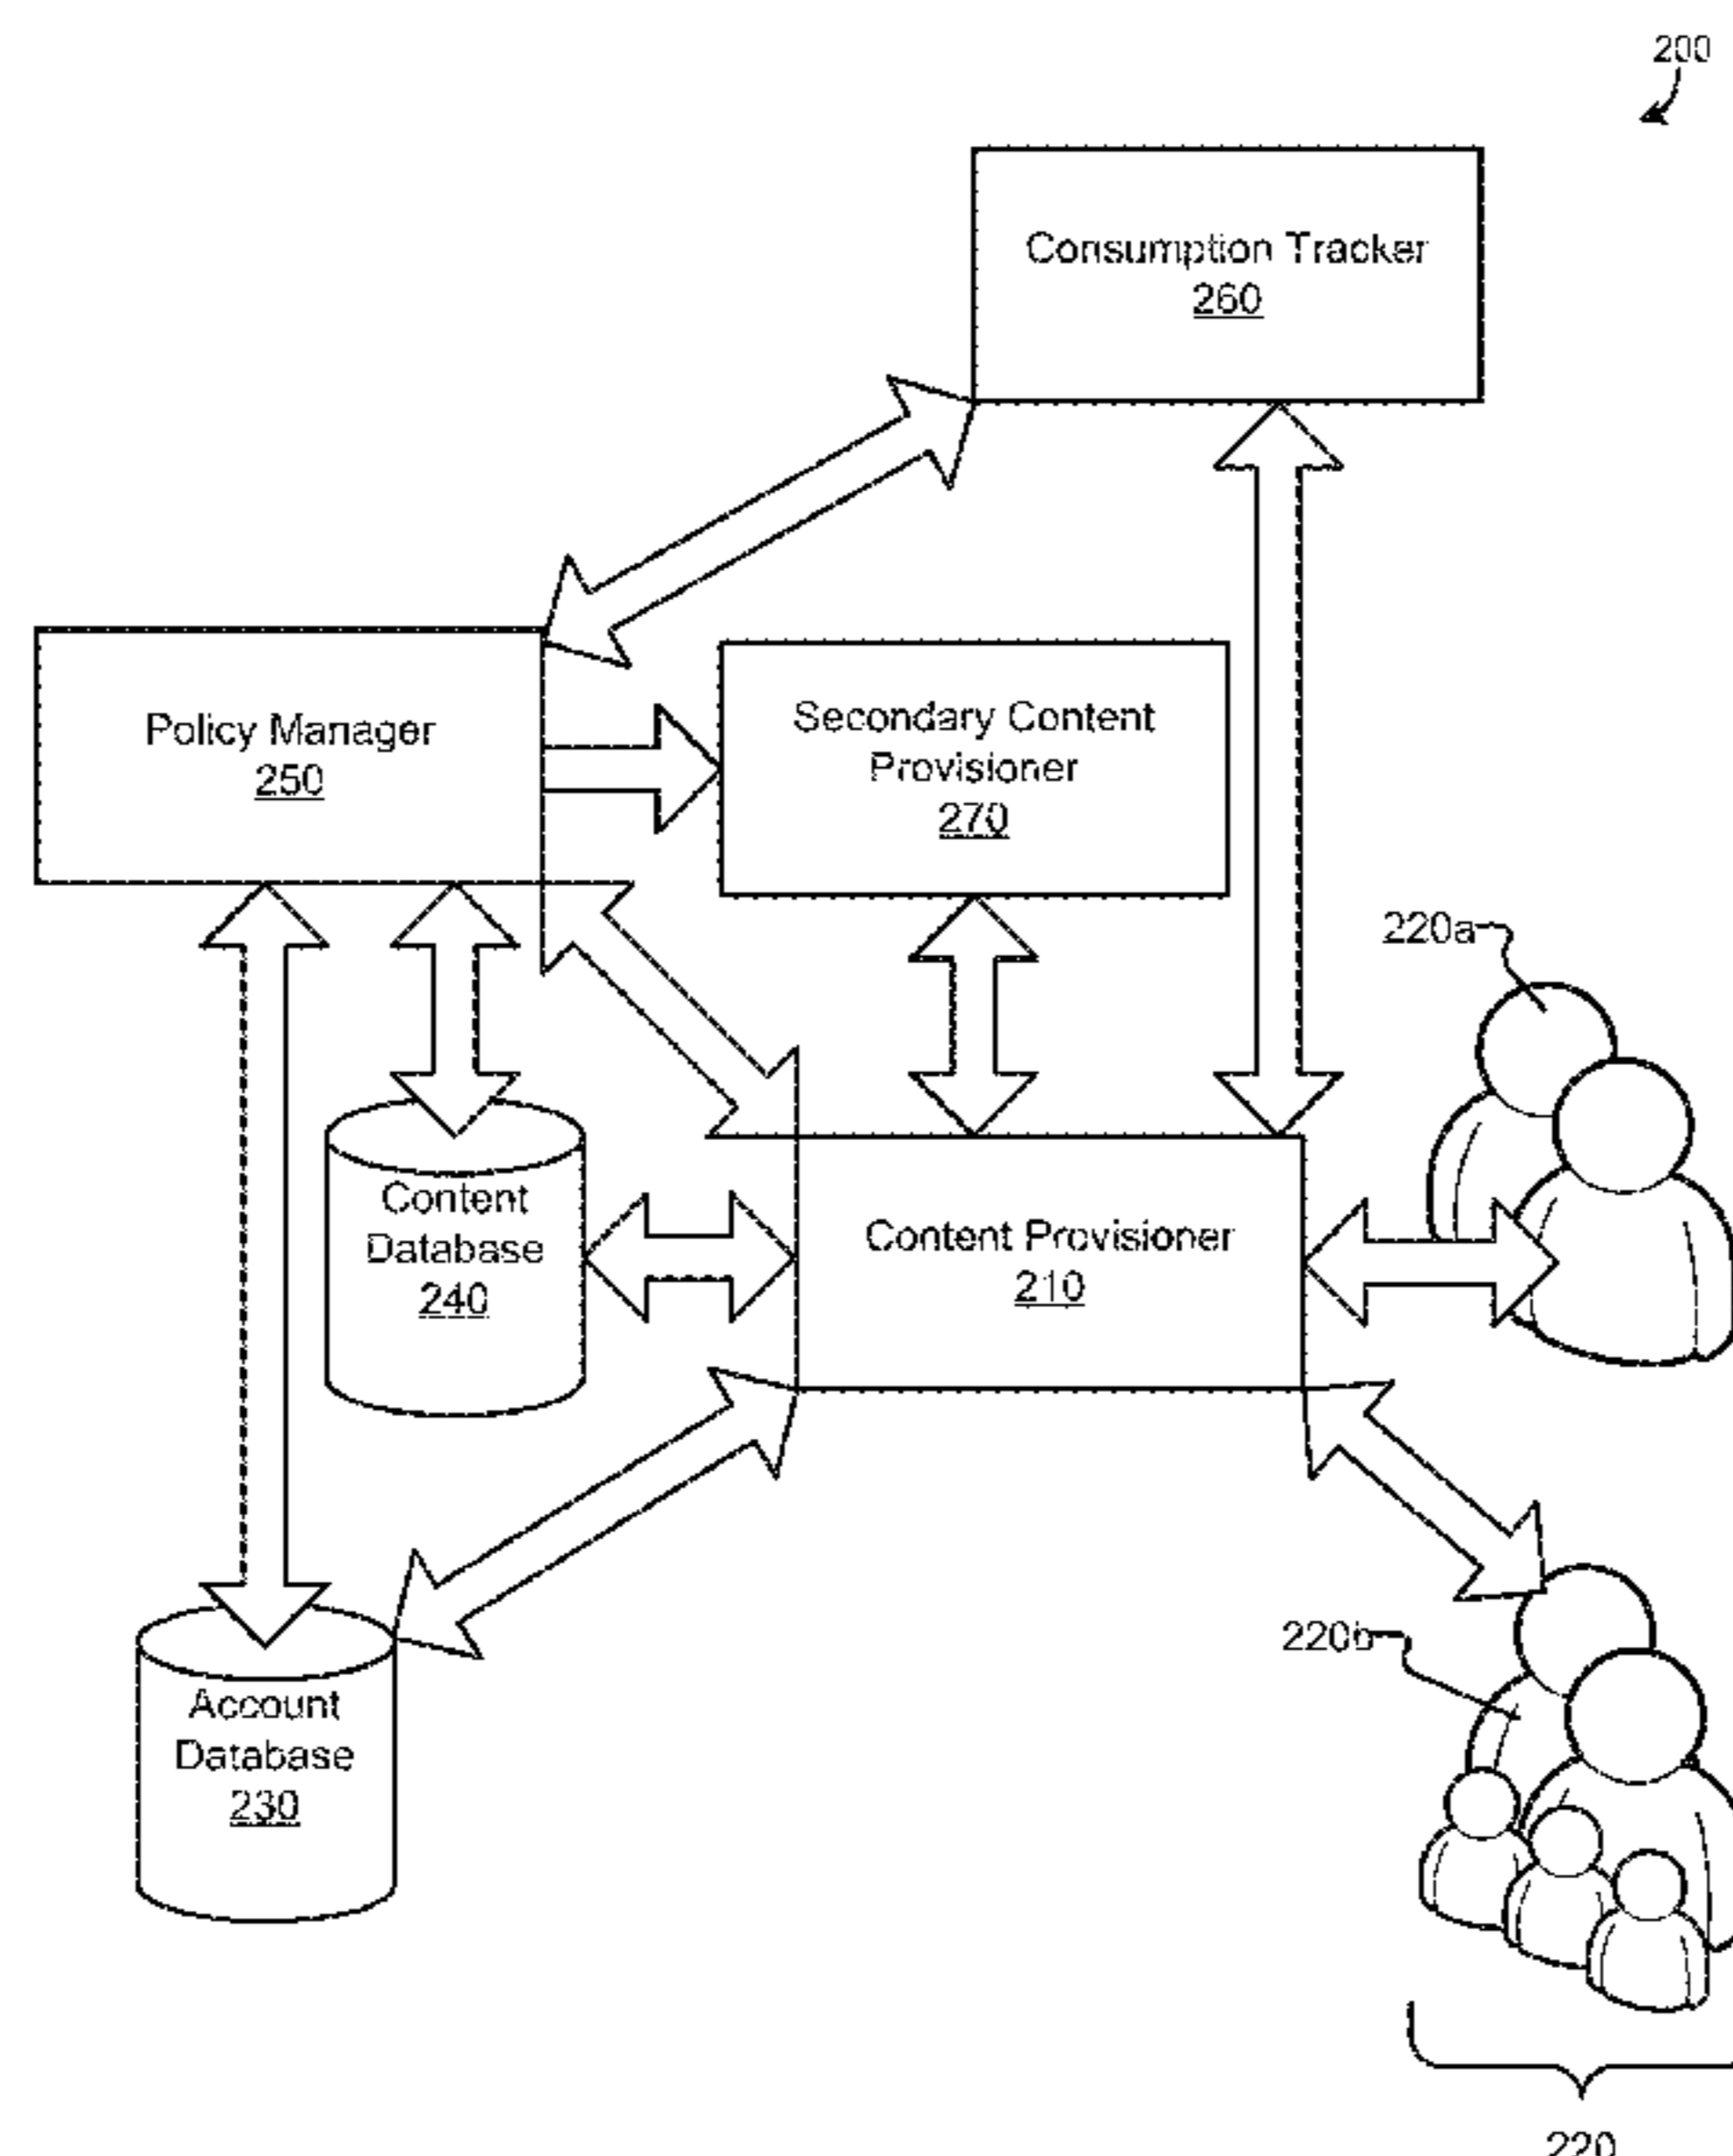 200
Consumption Tracker
260
Policy Manager
250
Secondary Content
Provisioner
270
220a
Content
Database
240
Content Provisioner
210
220b
Account
Database
230
220